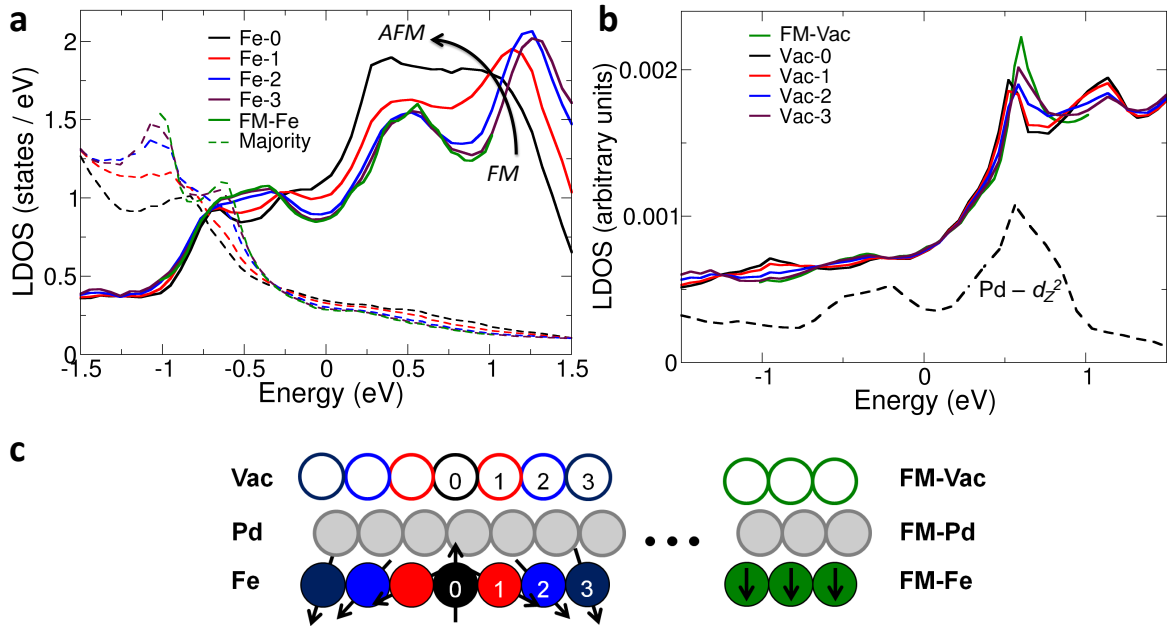 a
AFM
FM
Fe-0
Fe-1
Fe-2
Fe-3
FM-Fe
Majority
LDOS (states / eV)
2
1.5
1
0.5
0
-1.5 -1 -0.5 0 0.5 1 1.5
Energy (eV)
b
FM-Vac
Vac-0
Vac-1
Vac-2
Vac-3
LDOS (arbitrary units)
0.002
0.001
0
Pd – dz²
-1 0 1
Energy (eV)
c
Vac 0 1 2 3 FM-Vac
Pd ... FM-Pd
Fe 0 1 2 3 FM-Fe